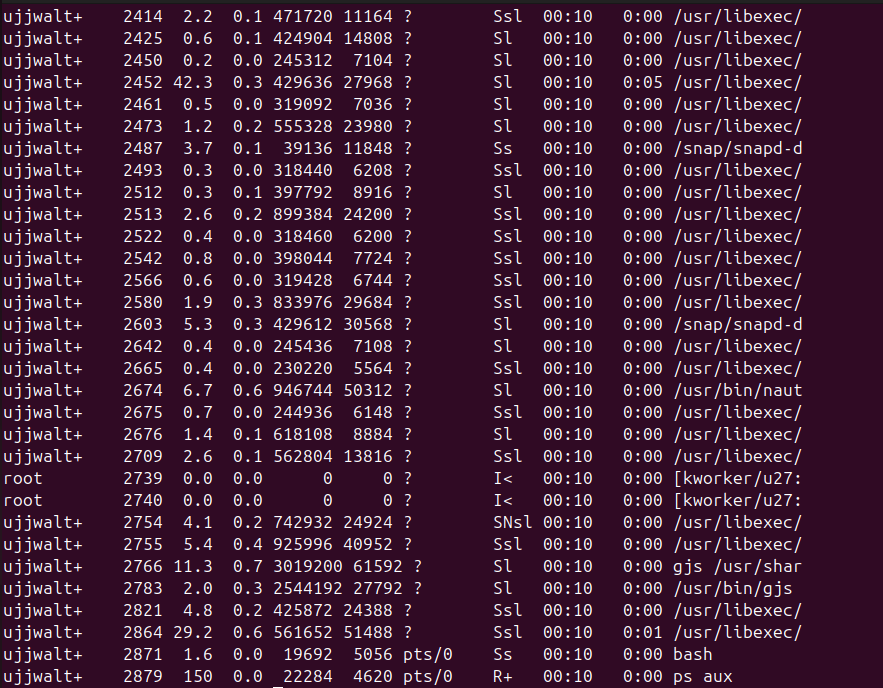 ujjwalt+    2414  2.2  0.1 471720 11164 ?        Ssl  00:10   0:00 /usr/libexec/
ujjwalt+    2425  0.6  0.1 424904 14808 ?        Sl   00:10   0:00 /usr/libexec/
ujjwalt+    2450  0.2  0.0 245312  7104 ?        Sl   00:10   0:00 /usr/libexec/
ujjwalt+    2452 42.3  0.3 429636 27968 ?        Sl   00:10   0:05 /usr/libexec/
ujjwalt+    2461  0.5  0.0 319092  7036 ?        Sl   00:10   0:00 /usr/libexec/
ujjwalt+    2473  1.2  0.2 555328 23980 ?        Sl   00:10   0:00 /usr/libexec/
ujjwalt+    2487  3.7  0.1  39136 11848 ?        Ss   00:10   0:00 /snap/snapd-d
ujjwalt+    2493  0.3  0.0 318440  6208 ?        Ssl  00:10   0:00 /usr/libexec/
ujjwalt+    2512  0.3  0.1 397792  8916 ?        Sl   00:10   0:00 /usr/libexec/
ujjwalt+    2513  2.6  0.2 899384 24200 ?        Ssl  00:10   0:00 /usr/libexec/
ujjwalt+    2522  0.4  0.0 318460  6200 ?        Ssl  00:10   0:00 /usr/libexec/
ujjwalt+    2542  0.8  0.0 398044  7724 ?        Ssl  00:10   0:00 /usr/libexec/
ujjwalt+    2566  0.6  0.0 319428  6744 ?        Ssl  00:10   0:00 /usr/libexec/
ujjwalt+    2580  1.9  0.3 833976 29684 ?        Ssl  00:10   0:00 /usr/libexec/
ujjwalt+    2603  5.3  0.3 429612 30568 ?        Sl   00:10   0:00 /snap/snapd-d
ujjwalt+    2642  0.4  0.0 245436  7108 ?        Sl   00:10   0:00 /usr/libexec/
ujjwalt+    2665  0.4  0.0 230220  5564 ?        Ssl  00:10   0:00 /usr/libexec/
ujjwalt+    2674  6.7  0.6 946744 50312 ?        Sl   00:10   0:00 /usr/bin/naut
ujjwalt+    2675  0.7  0.0 244936  6148 ?        Ssl  00:10   0:00 /usr/libexec/
ujjwalt+    2676  1.4  0.1 618108  8884 ?        Sl   00:10   0:00 /usr/libexec/
ujjwalt+    2709  2.6  0.1 562804 13816 ?        Ssl  00:10   0:00 /usr/libexec/
root        2739  0.0  0.0      0     0 ?        I<   00:10   0:00 [kworker/u27:
root        2740  0.0  0.0      0     0 ?        I<   00:10   0:00 [kworker/u27:
ujjwalt+    2754  4.1  0.2 742932 24924 ?        SNsl 00:10   0:00 /usr/libexec/
ujjwalt+    2755  5.4  0.4 925996 40952 ?        Ssl  00:10   0:00 /usr/libexec/
ujjwalt+    2766 11.3  0.7 3019200 61592 ?       Sl   00:10   0:00 gjs /usr/shar
ujjwalt+    2783  2.0  0.3 2544192 27792 ?       Sl   00:10   0:00 /usr/bin/gjs
ujjwalt+    2821  4.8  0.2 425872 24388 ?        Ssl  00:10   0:00 /usr/libexec/
ujjwalt+    2864 29.2  0.6 561652 51488 ?        Ssl  00:10   0:01 /usr/libexec/
ujjwalt+    2871  1.6  0.0  19692  5056 pts/0    Ss   00:10   0:00 bash
ujjwalt+    2879  150  0.0  22284  4620 pts/0    R+   00:10   0:00 ps aux